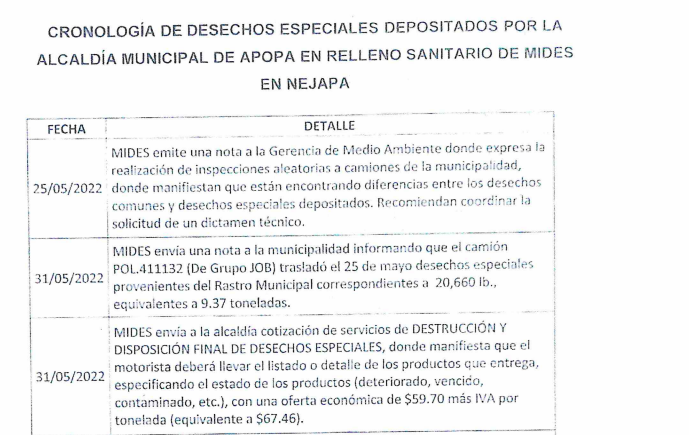 CRONOLOGÍA DE DESECHOS ESPECIALES DEPOSITADOS POR LA
ALCALDÍA MUNICIPAL DE APOPA EN RELLENO SANITARIO DE MIDES
EN NEJAPA
FECHA DETALLE
MIDES emite una nota a la Gerencia de Medio Ambiente donde expresa la
realización de inspecciones aleatorias a camiones de la municipalidad,
25/05/2022 donde manifiestan que están encontrando diferencias entre los desechos
comunes y desechos especiales depositados. Recomiendan coordinar la
solicitud de un dictamen técnico.
MIDES envía una nota a la municipalidad informando que el camión
31/05/2022 POL.411132 (De Grupo JOB) trasladó el 25 de mayo desechos especiales
provenientes del Rastro Municipal correspondientes a 20,660 lb.,
equivalentes a 9.37 toneladas.
MIDES envía a la alcaldía cotización de servicios de DESTRUCCIÓN Y
DISPOSICIÓN FINAL DE DESECHOS ESPECIALES, donde manifiesta que el
motorista deberá llevar el listado o detalle de los productos que entrega,
31/05/2022 especificando el estado de los productos (deteriorado, vencido,
contaminado, etc.), con una oferta económica de $59.70 más IVA por
tonelada (equivalente a $67.46).